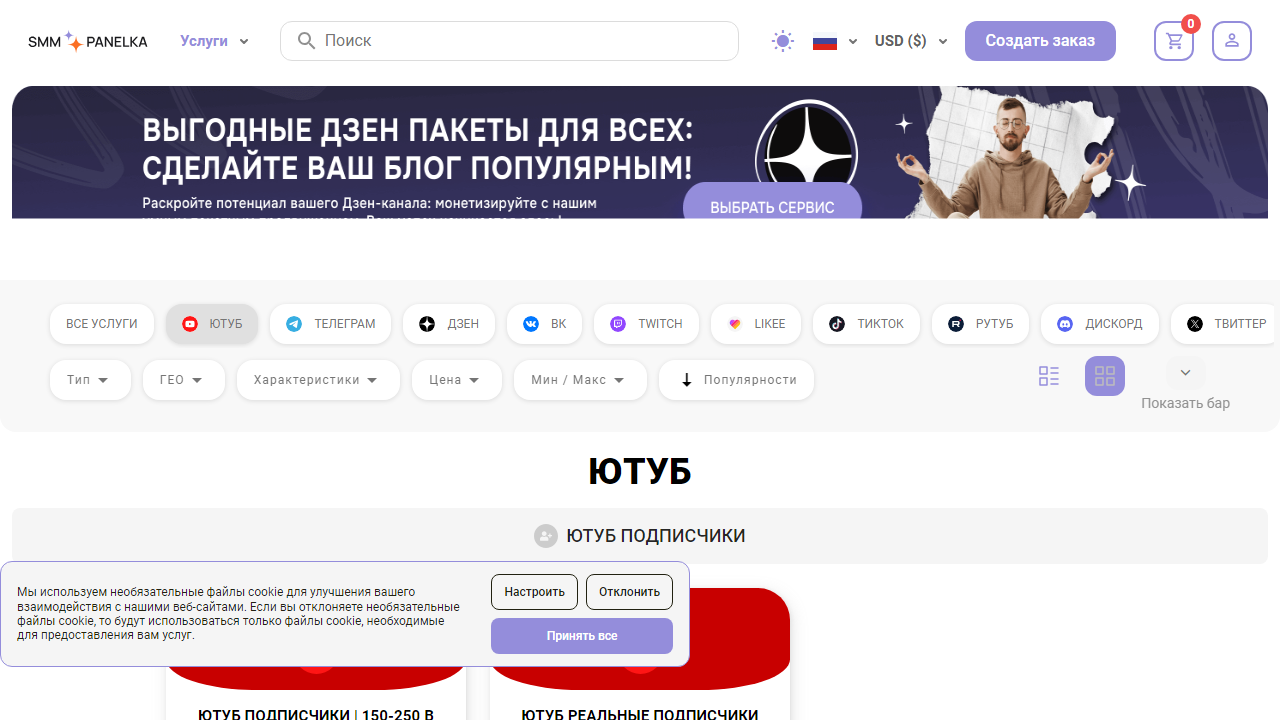 SMM PANELKA
Услуги
Поиск
USD ($)
Создать заказ
0
ВЫГОДНЫЕ ДЗЕН ПАКЕТЫ ДЛЯ ВСЕХ:
СДЕЛАЙТЕ ВАШ БЛОГ ПОПУЛЯРНЫМ!
Раскройте потенциал вашего Дзен-канала: монетизируйте с нашим
ВЫБРАТЬ СЕРВИС
ВСЕ УСЛУГИ
ЮТУБ
ТЕЛЕГРАМ
ДЗЕН
ВК
TWITCH
LIKEE
ТИКТОК
РУТУБ
ДИСКОРД
ТВИТТЕР
Тип
ГЕО
Характеристики
Цена
Мин / Макс
Популярности
Показать бар
ЮТУБ
ЮТУБ ПОДПИСЧИКИ
Мы используем необязательные файлы cookie для улучшения вашего
взаимодействия с нашими веб-сайтами. Если вы отклоняете необязательные
файлы cookie, то будут использоваться только файлы cookie, необходимые
для предоставления вам услуг.
Настроить
Отклонить
Принять все
ЮТУБ ПОДПИСЧИКИ | 150-250 В
ЮТУБ РЕАЛЬНЫЕ ПОДПИСЧИКИ